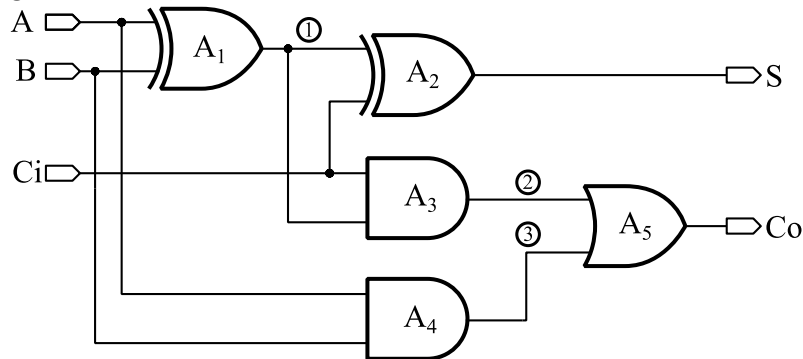 A
B
Ci
A₁
①
A₂
S
A₃
②
③
A₅
Co
A₄